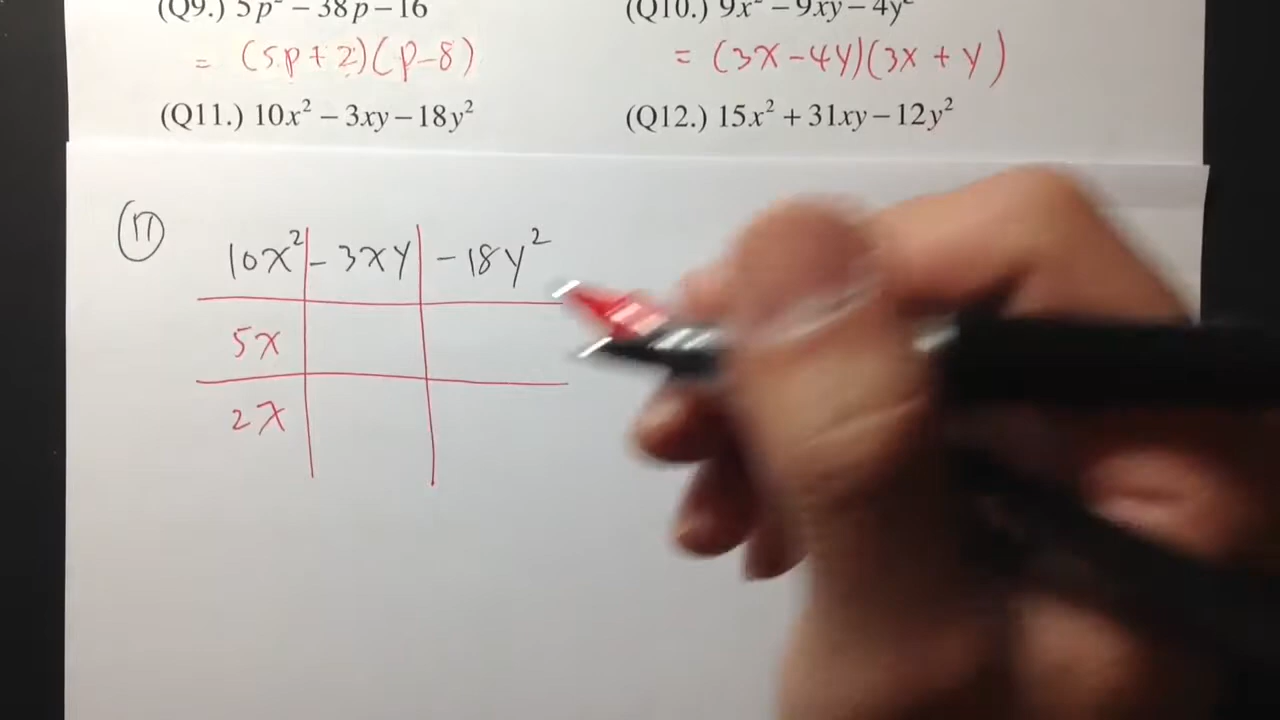 (Q9.) 5p² − 38p − 16
(Q10.) 9x² − 9xy − 4y²
= (5p + 2)(p − 8)
= (3x − 4y)(3x + y)
(Q11.) 10x² − 3xy − 18y²
(Q12.) 15x² + 31xy − 12y²
11
10x² − 3xy − 18y²
5x
2x